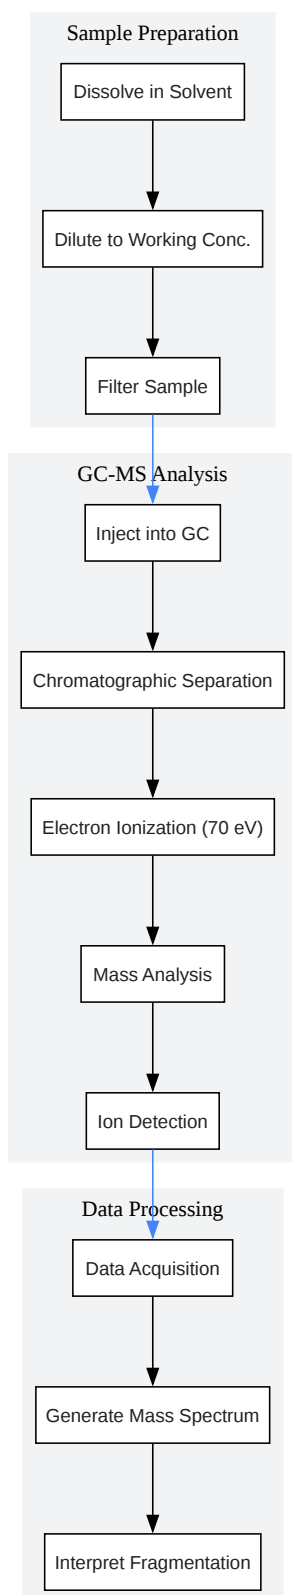 Sample Preparation
Dissolve in Solvent
Dilute to Working Conc.
Filter Sample
GC-MS Analysis
Inject into GC
Chromatographic Separation
Electron Ionization (70 eV)
Mass Analysis
Ion Detection
Data Processing
Data Acquisition
Generate Mass Spectrum
Interpret Fragmentation